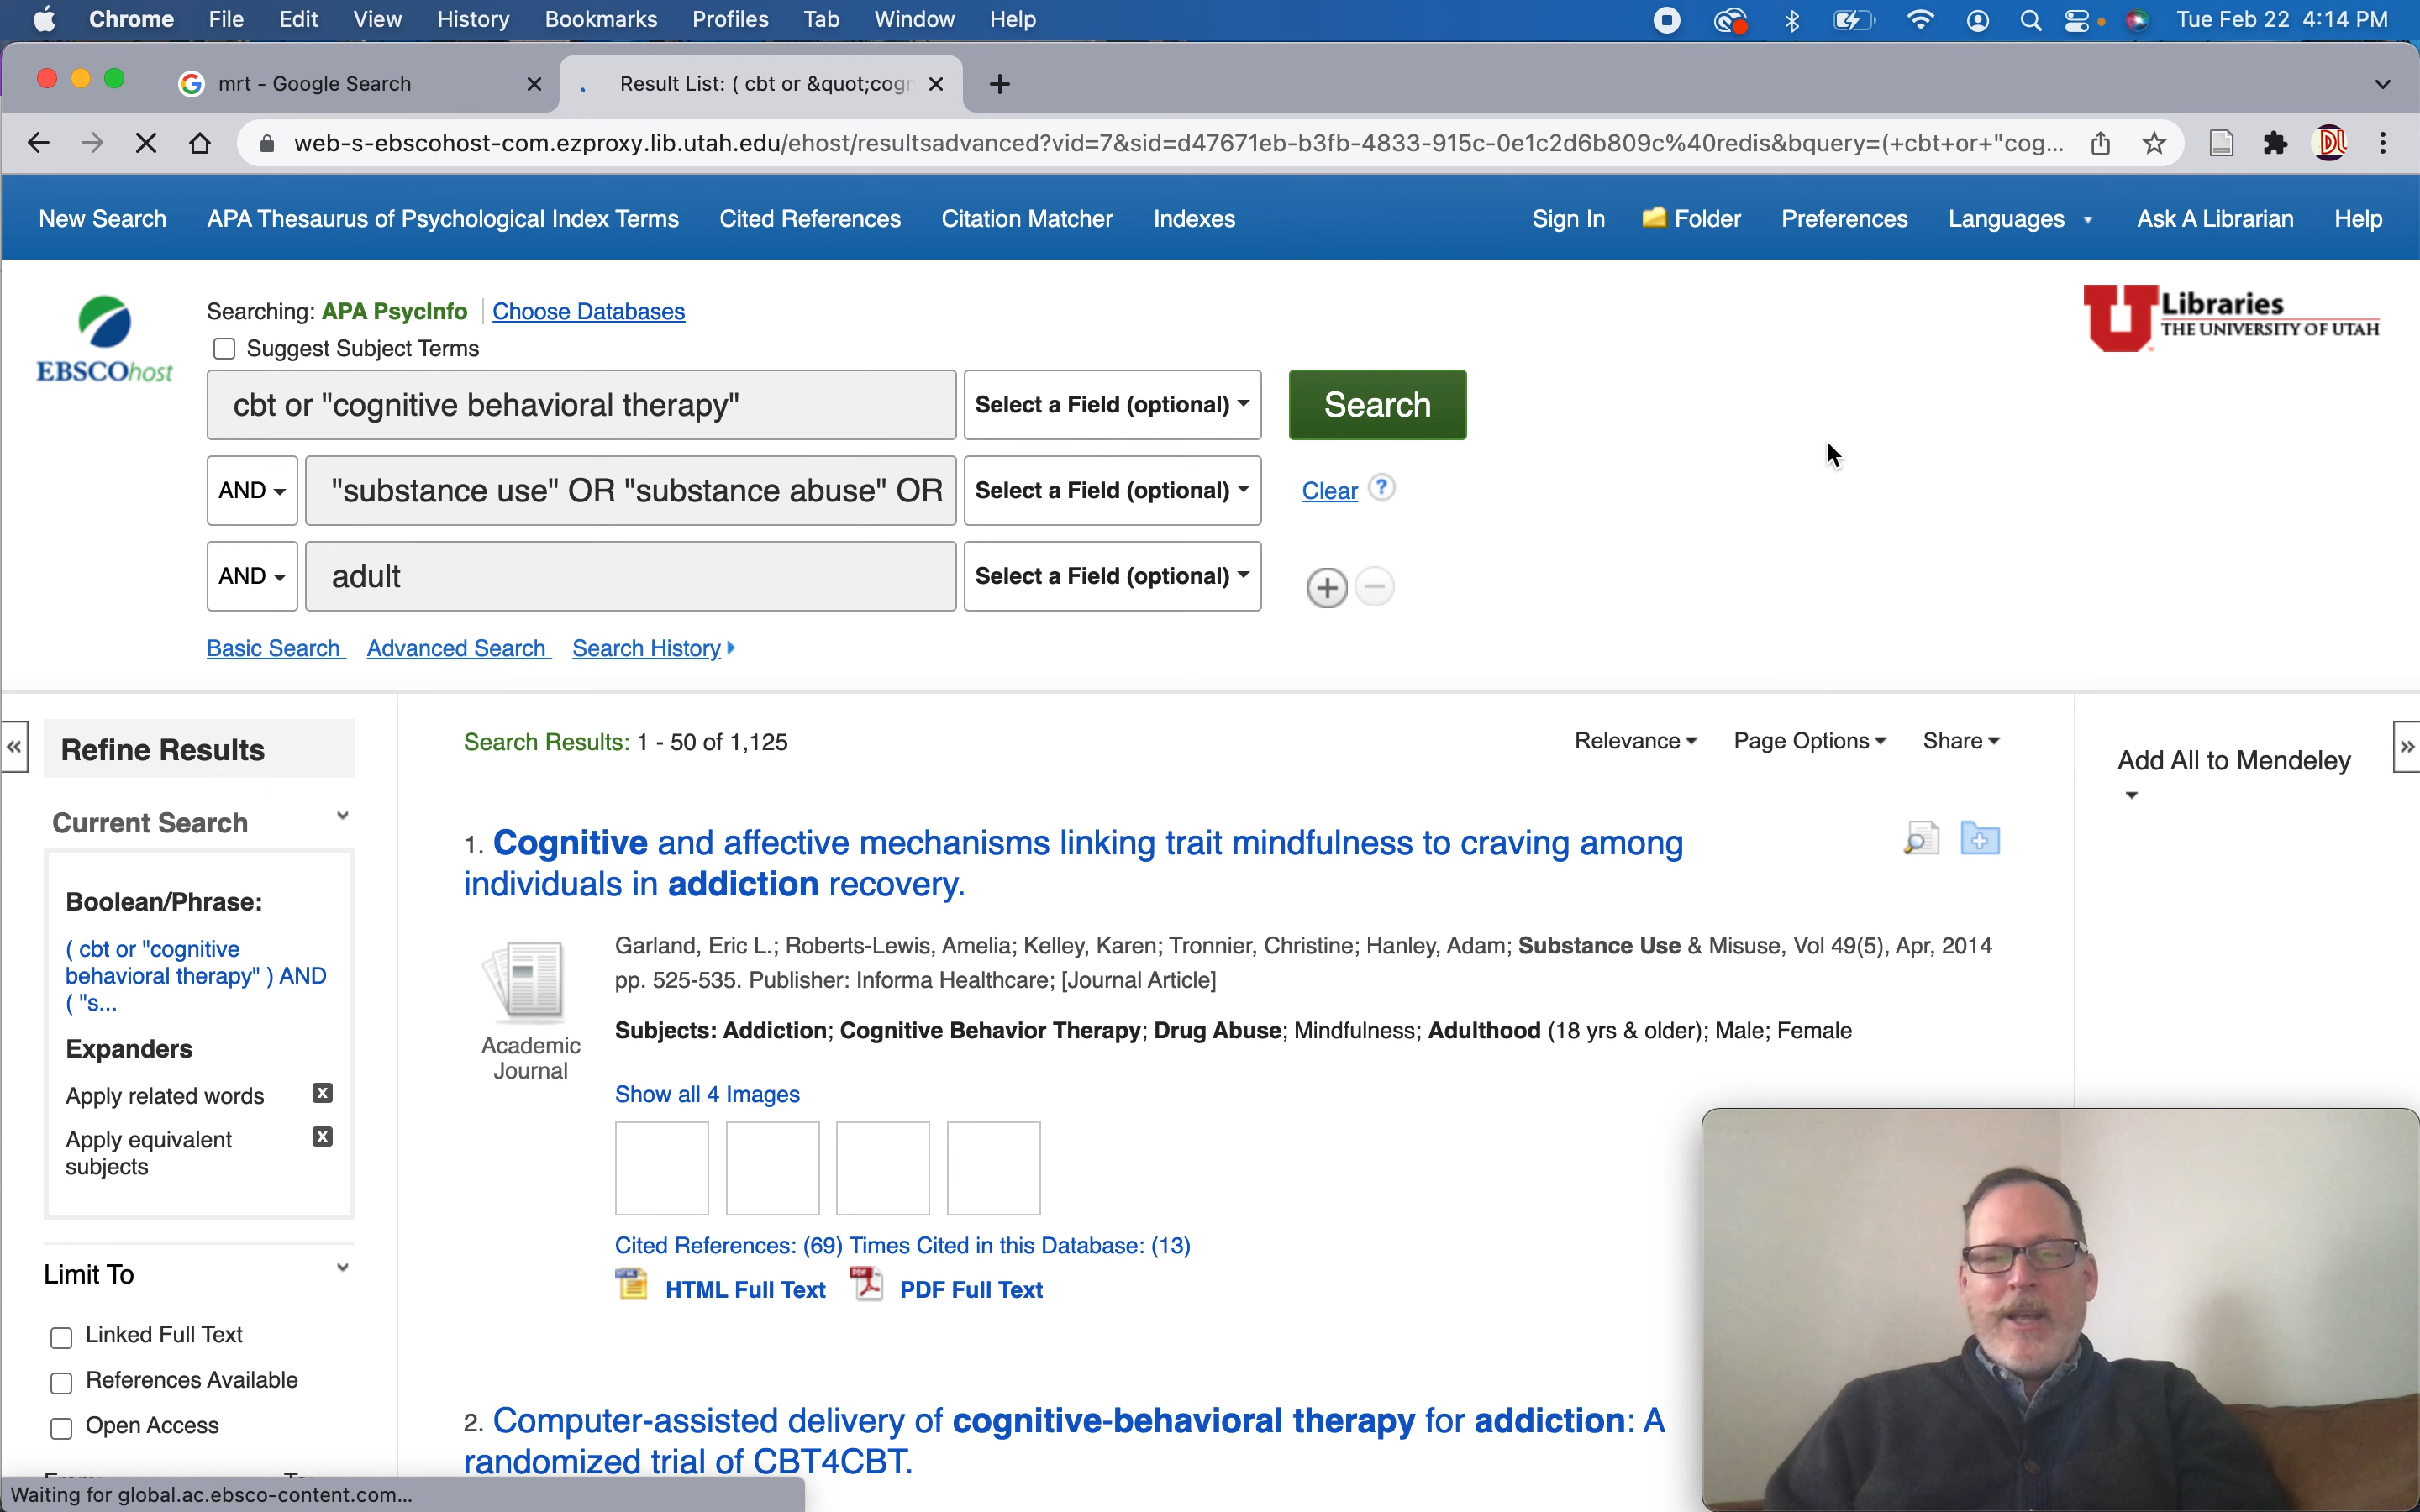 Chrome File Edit View History Bookmarks Profiles Tab Window Help Tue Feb 22 4:14 PM
mrt - Google Search
Result List: ( cbt or &quot;cogn
web-s-ebscohost-com.ezproxy.lib.utah.edu/ehost/resultsadvanced?vid=7&sid=d47671eb-b3fb-4833-915c-0e1c2d6b809c%40redis&bquery=(+cbt+or+"cog...
DL
New Search APA Thesaurus of Psychological Index Terms Cited References Citation Matcher Indexes Sign In Folder Preferences Languages Ask A Librarian Help
EBSCOhost
Searching: APA PsycInfo Choose Databases
Suggest Subject Terms
U Libraries
THE UNIVERSITY OF UTAH
cbt or "cognitive behavioral therapy" Select a Field (optional) Search
AND "substance use" OR "substance abuse" OR Select a Field (optional) Clear ?
AND adult Select a Field (optional)
Basic Search Advanced Search Search History
Refine Results
Current Search
Boolean/Phrase:
( cbt or "cognitive
behavioral therapy" ) AND
( "s...
Expanders
Apply related words
Apply equivalent
subjects
Limit To
Linked Full Text
References Available
Open Access
Search Results: 1 - 50 of 1,125
Relevance Page Options Share
Add All to Mendeley
1. Cognitive and affective mechanisms linking trait mindfulness to craving among
individuals in addiction recovery.
Academic
Journal
Garland, Eric L.; Roberts-Lewis, Amelia; Kelley, Karen; Tronnier, Christine; Hanley, Adam; Substance Use & Misuse, Vol 49(5), Apr, 2014
pp. 525-535. Publisher: Informa Healthcare; [Journal Article]
Subjects: Addiction; Cognitive Behavior Therapy; Drug Abuse; Mindfulness; Adulthood (18 yrs & older); Male; Female
Show all 4 Images
Cited References: (69) Times Cited in this Database: (13)
HTML Full Text PDF Full Text
2. Computer-assisted delivery of cognitive-behavioral therapy for addiction: A
randomized trial of CBT4CBT.
Waiting for global.ac.ebsco-content.com...